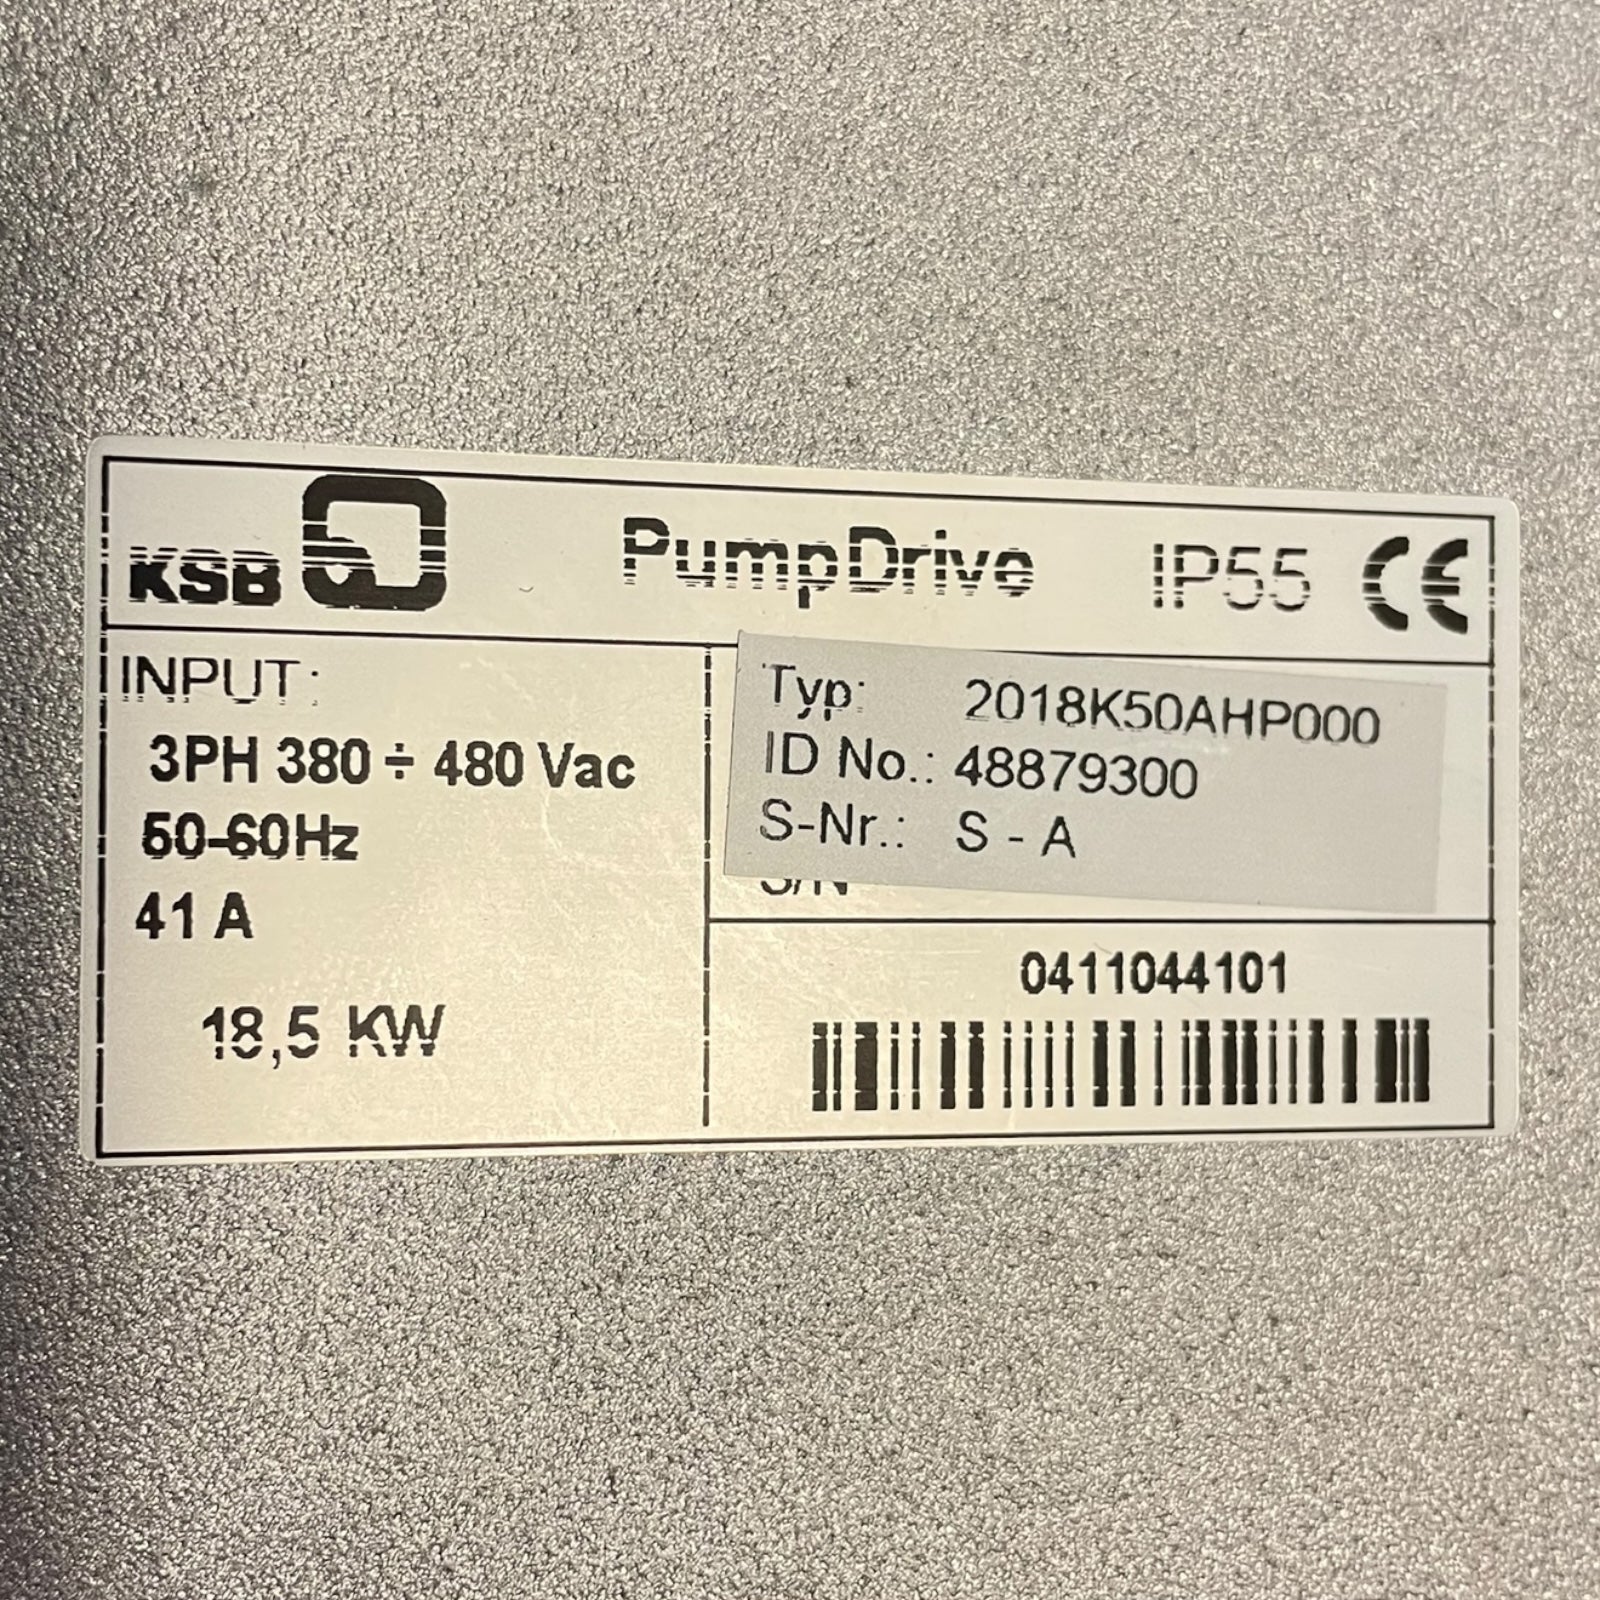 KSB PumpDrive IP55 CE
INPUT:
3PH 380 ÷ 480 Vac
50-60Hz
41 A
18,5 KW
Typ: 2018K50AHP000
ID No.: 48879300
S-Nr.: S - A
S/N
0411044101